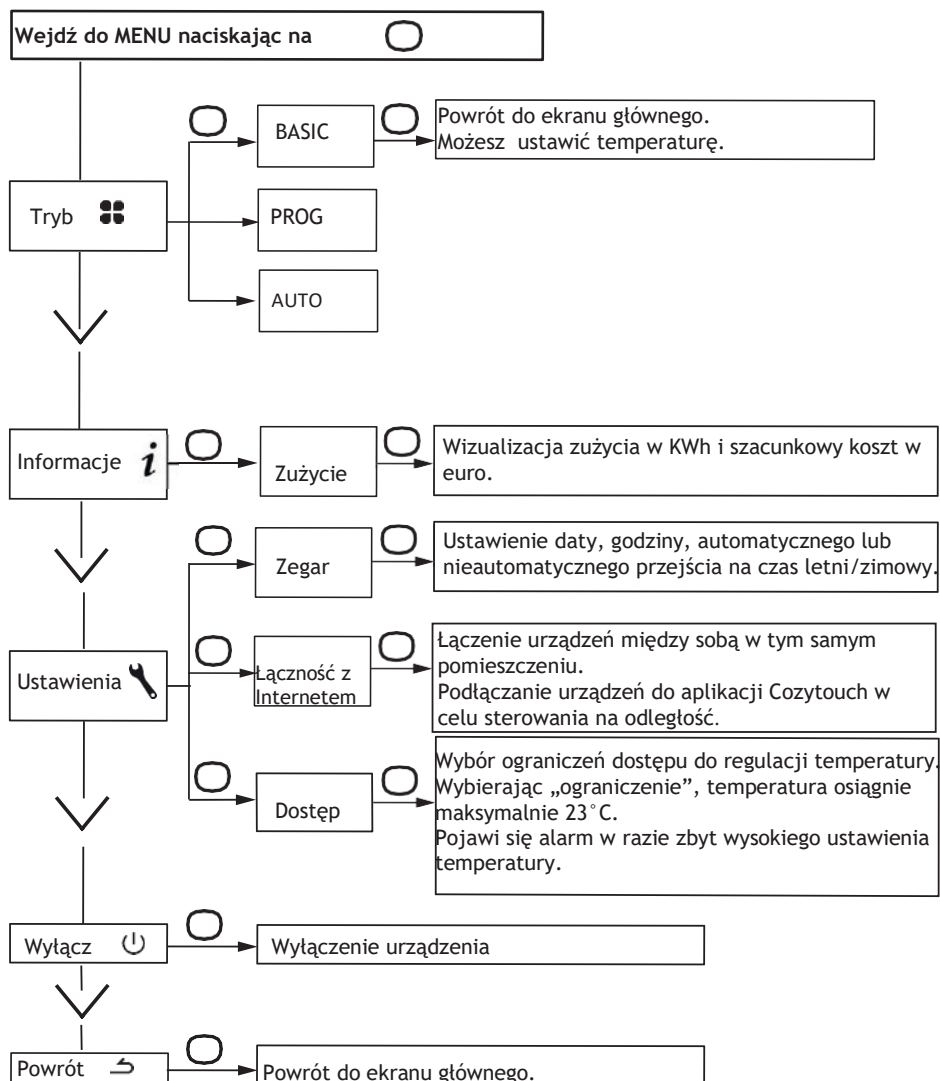 Wejdź do MENU naciskając na
BASIC
Powrót do ekranu głównego.
Możesz ustawić temperaturę.
Tryb
PROG
AUTO
Informacje i
Zużycie
Wizualizacja zużycia w KWh i szacunkowy koszt w
euro.
Zegar
Ustawienie daty, godziny, automatycznego lub
nieautomatycznego przejścia na czas letni/zimowy.
Ustawienia
Łączność z
Internetem
Łączenie urządzeń między sobą w tym samym
pomieszczeniu.
Podłączanie urządzeń do aplikacji Cozytouch w
celu sterowania na odległość.
Dostęp
Wybór ograniczeń dostępu do regulacji temperatury.
Wybierając „ograniczenie”, temperatura osiągnie
maksymalnie 23°C.
Pojawi się alarm w razie zbyt wysokiego ustawienia
temperatury.
Wyłącz
Wyłączenie urządzenia
Powrót
Powrót do ekranu głównego.